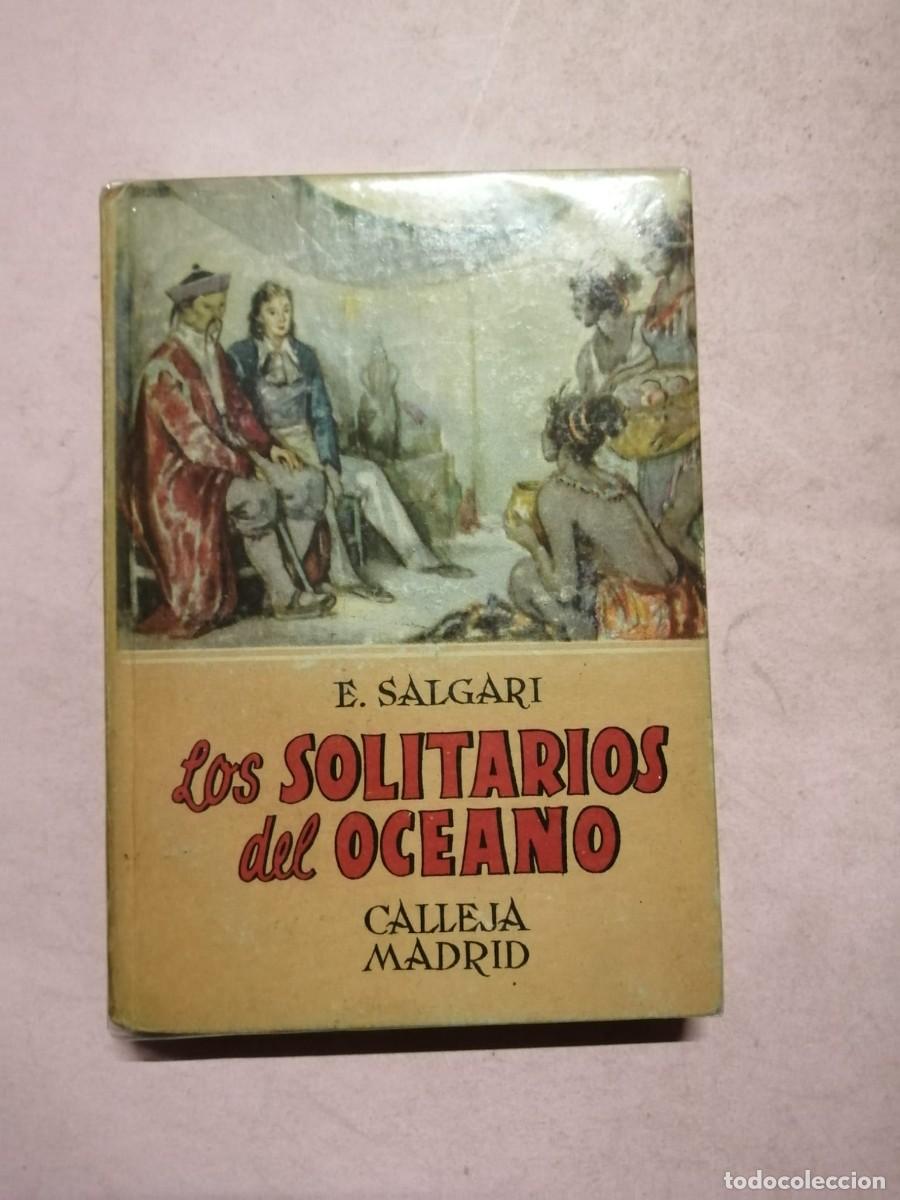 E. SALGARI
Los SOLITARIOS
del OCEANO
CALLEJA
MADRID
todocoleccion